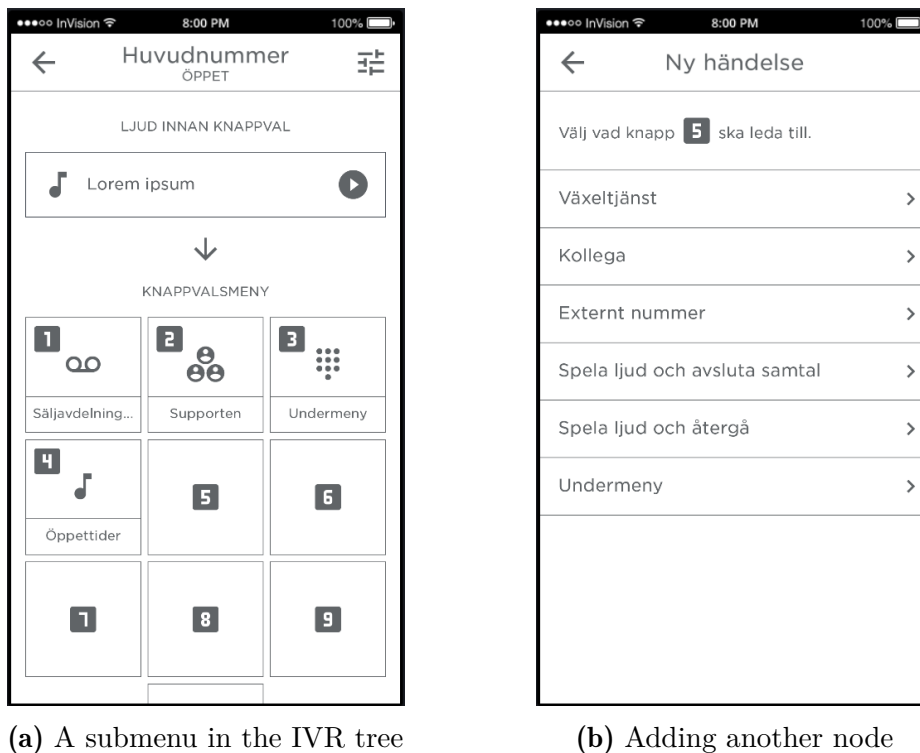 InVision 8:00 PM 100%
Huvudnummer
ÖPPET
LJUD INNAN KNAPPVAL
Lorem ipsum
KNAPPVALSMENY
1 2 3
Säljavdelning... Supporten Undermeny
4 5 6
Öppettider
7 8 9
(a) A submenu in the IVR tree
InVision 8:00 PM 100%
Ny händelse
Välj vad knapp 5 ska leda till.
Växeltjänst
Kollega
Externt nummer
Spela ljud och avsluta samtal
Spela ljud och återgå
Undermeny
(b) Adding another node